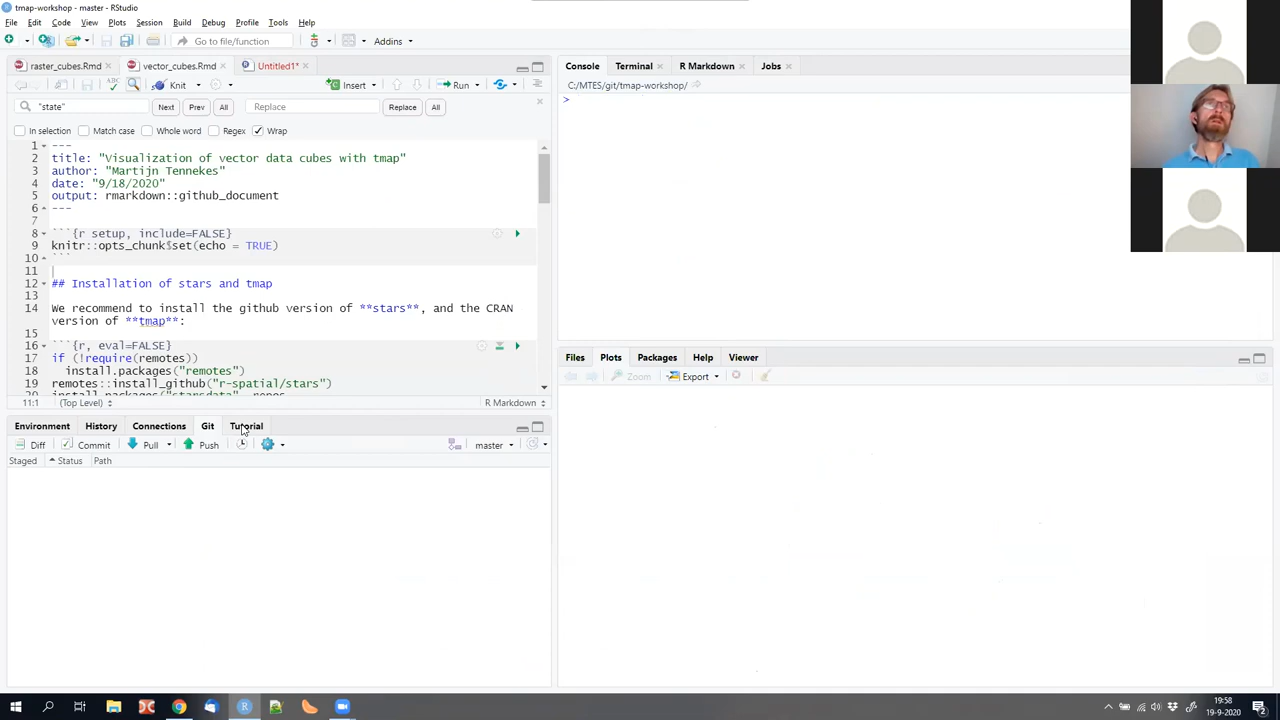 tmap-workshop - master - RStudio
File Edit Code View Plots Session Build Debug Profile Tools Help
Go to file/function Addins
raster_cubes.Rmd vector_cubes.Rmd Untitled1*
Knit Insert Run
"state" Next Prev All Replace Replace All
In selection Match case Whole word Regex Wrap
1 ---
2 title: "Visualization of vector data cubes with tmap"
3 author: "Martijn Tennekes"
4 date: "9/18/2020"
5 output: rmarkdown::github_document
6 ---
7
8 ```{r setup, include=FALSE}
9 knitr::opts_chunk$set(echo = TRUE)
10 ```
11
12 ## Installation of stars and tmap
13
14 We recommend to install the github version of **stars**, and the CRAN
version of **tmap**:
15
16 ```{r, eval=FALSE}
17 if (!require(remotes))
18 install.packages("remotes")
19 remotes::install_github("r-spatial/stars")
20 install.packages("starsdata", repos
11:1 (Top Level) R Markdown
Environment History Connections Git Tutorial
Diff Commit Pull Push master
Staged Status Path
Console Terminal R Markdown Jobs
C:/MTES/git/tmap-workshop/
>
Files Plots Packages Help Viewer
Zoom Export
19:58
19-9-2020
2